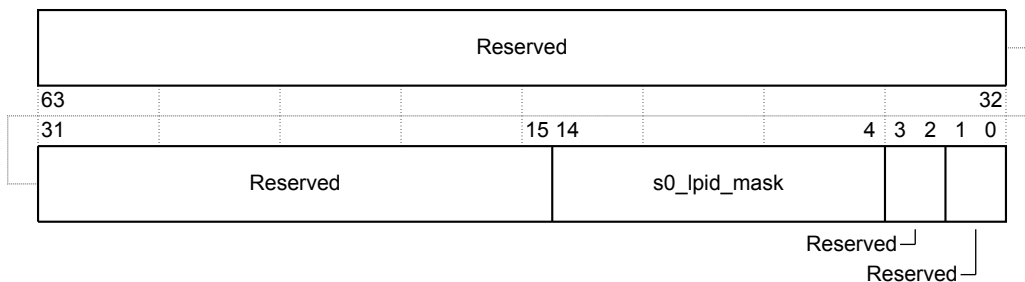 Reserved
63 32
31 15 14 4 3 2 1 0
Reserved s0_lpid_mask
Reserved
Reserved